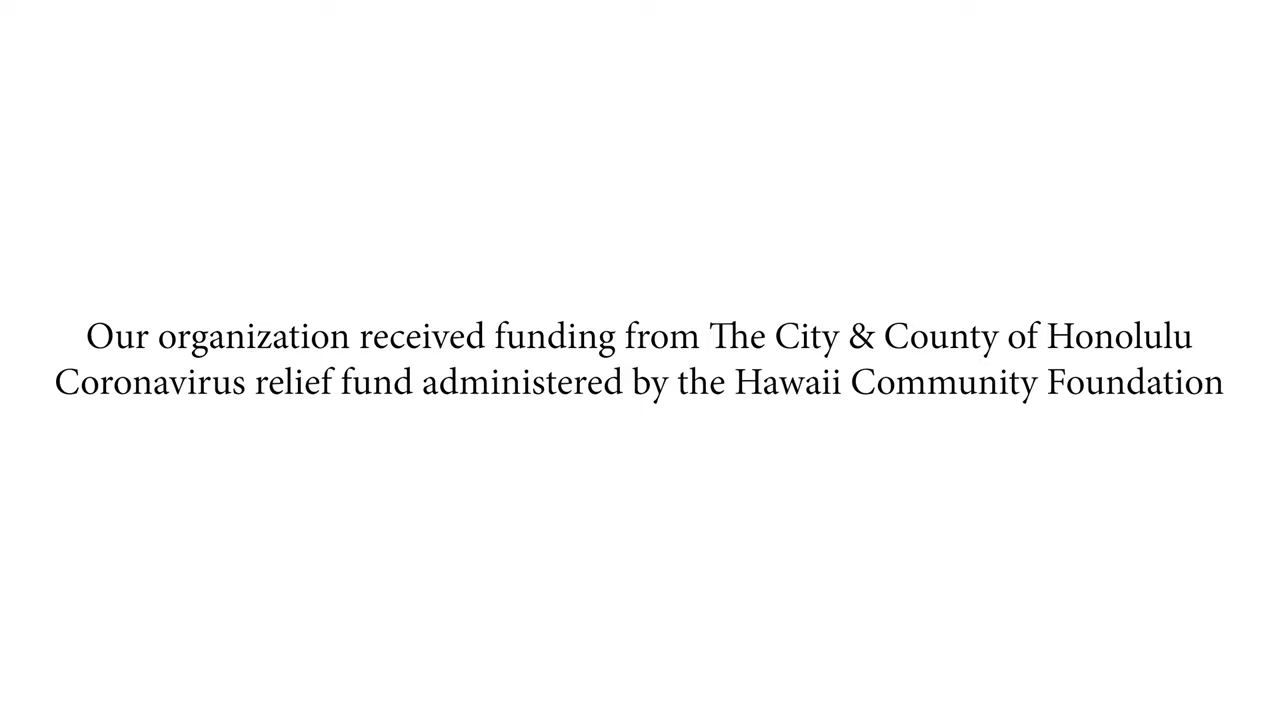 Our organization received funding from The City & County of Honolulu
Coronavirus relief fund administered by the Hawaii Community Foundation